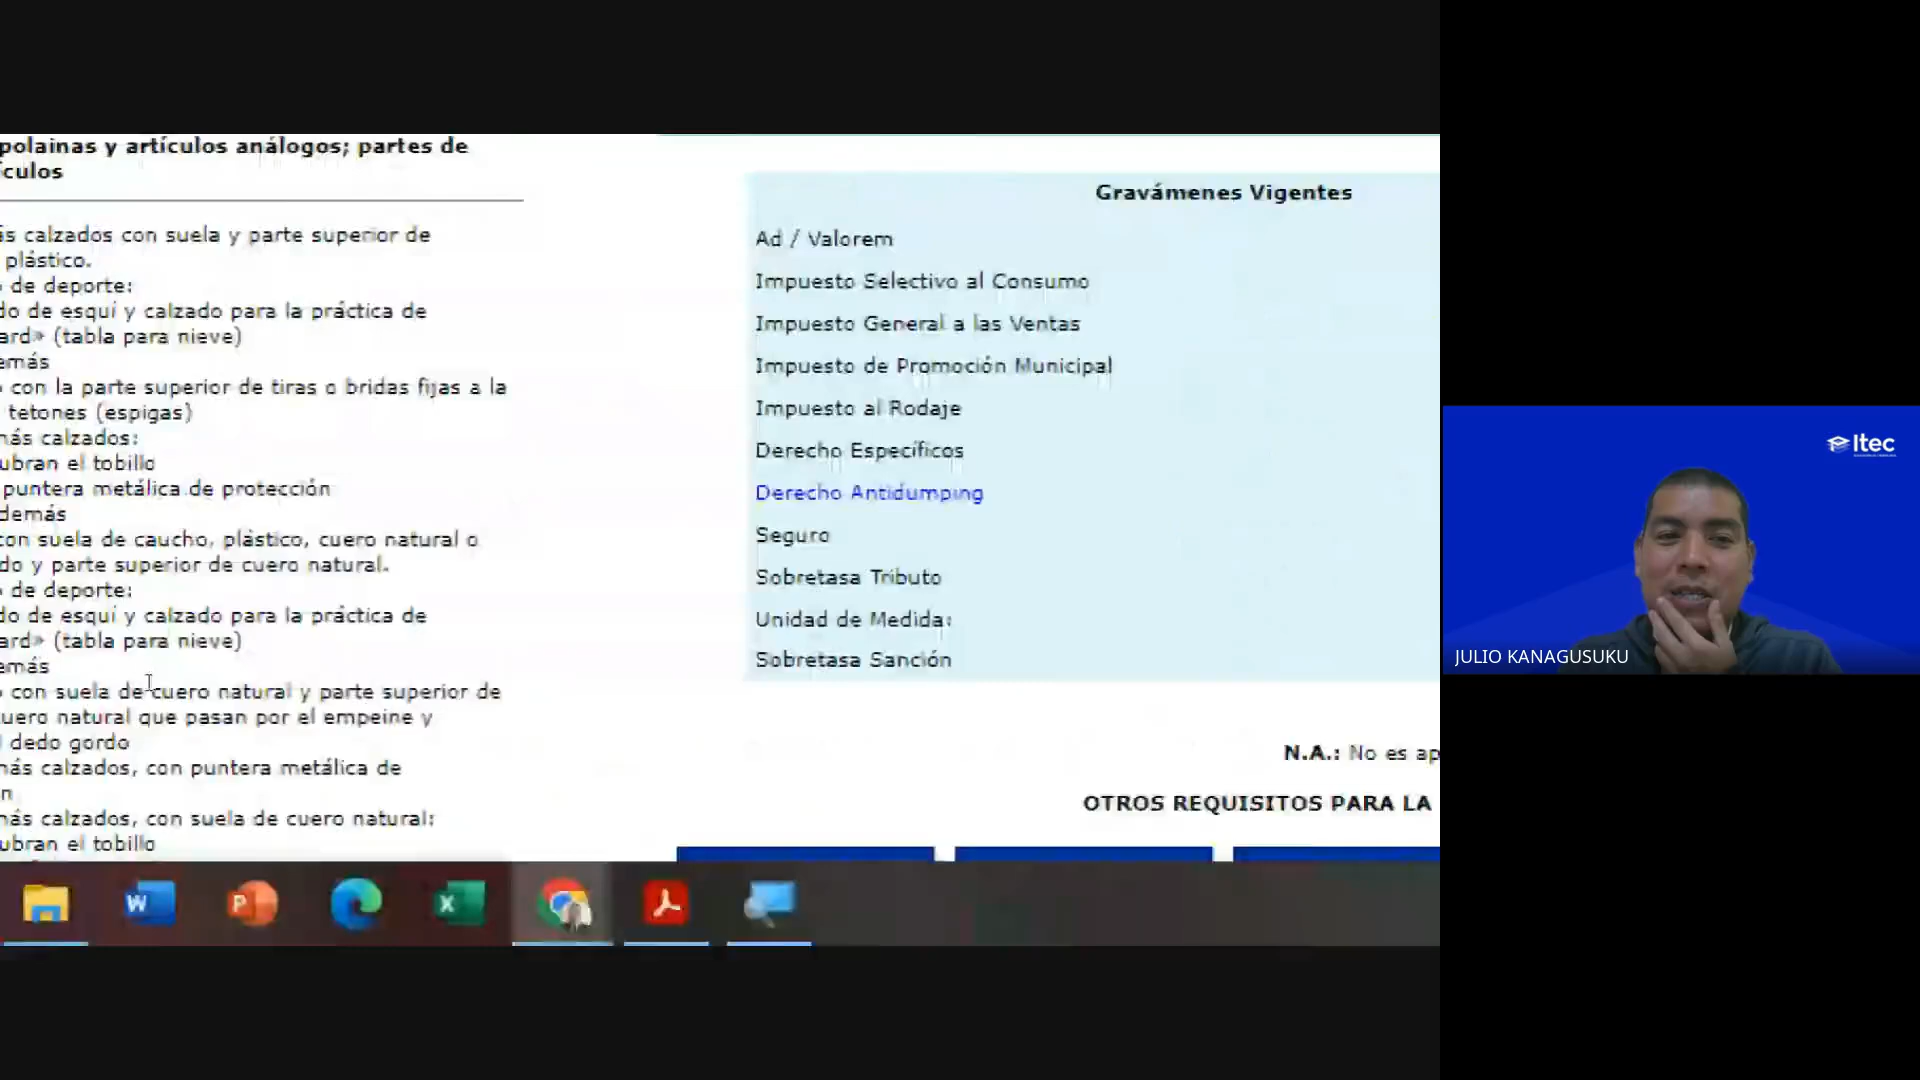 polainas y artículos análogos; partes de
ículos
calzados con suela y parte superior de
plástico.
de deporte:
do de esquí y calzado para la práctica de
ard» (tabla para nieve)
emás
con la parte superior de tiras o bridas fijas a la
tetones (espigas)
más calzados:
ubran el tobillo
puntera metálica de protección
demás
con suela de caucho, plástico, cuero natural o
do y parte superior de cuero natural.
de deporte:
do de esquí y calzado para la práctica de
ard» (tabla para nieve)
emás
con suela de cuero natural y parte superior de
uero natural que pasan por el empeine y
dedo gordo
más calzados, con puntera metálica de
n
más calzados, con suela de cuero natural:
ubran el tobillo
Gravámenes Vigentes
Ad / Valorem
Impuesto Selectivo al Consumo
Impuesto General a las Ventas
Impuesto de Promoción Municipal
Impuesto al Rodaje
Derecho Específicos
Derecho Antidumping
Seguro
Sobretasa Tributo
Unidad de Medida:
Sobretasa Sanción
N.A.: No es ap
OTROS REQUISITOS PARA LA
Itec
JULIO KANAGUSUKU